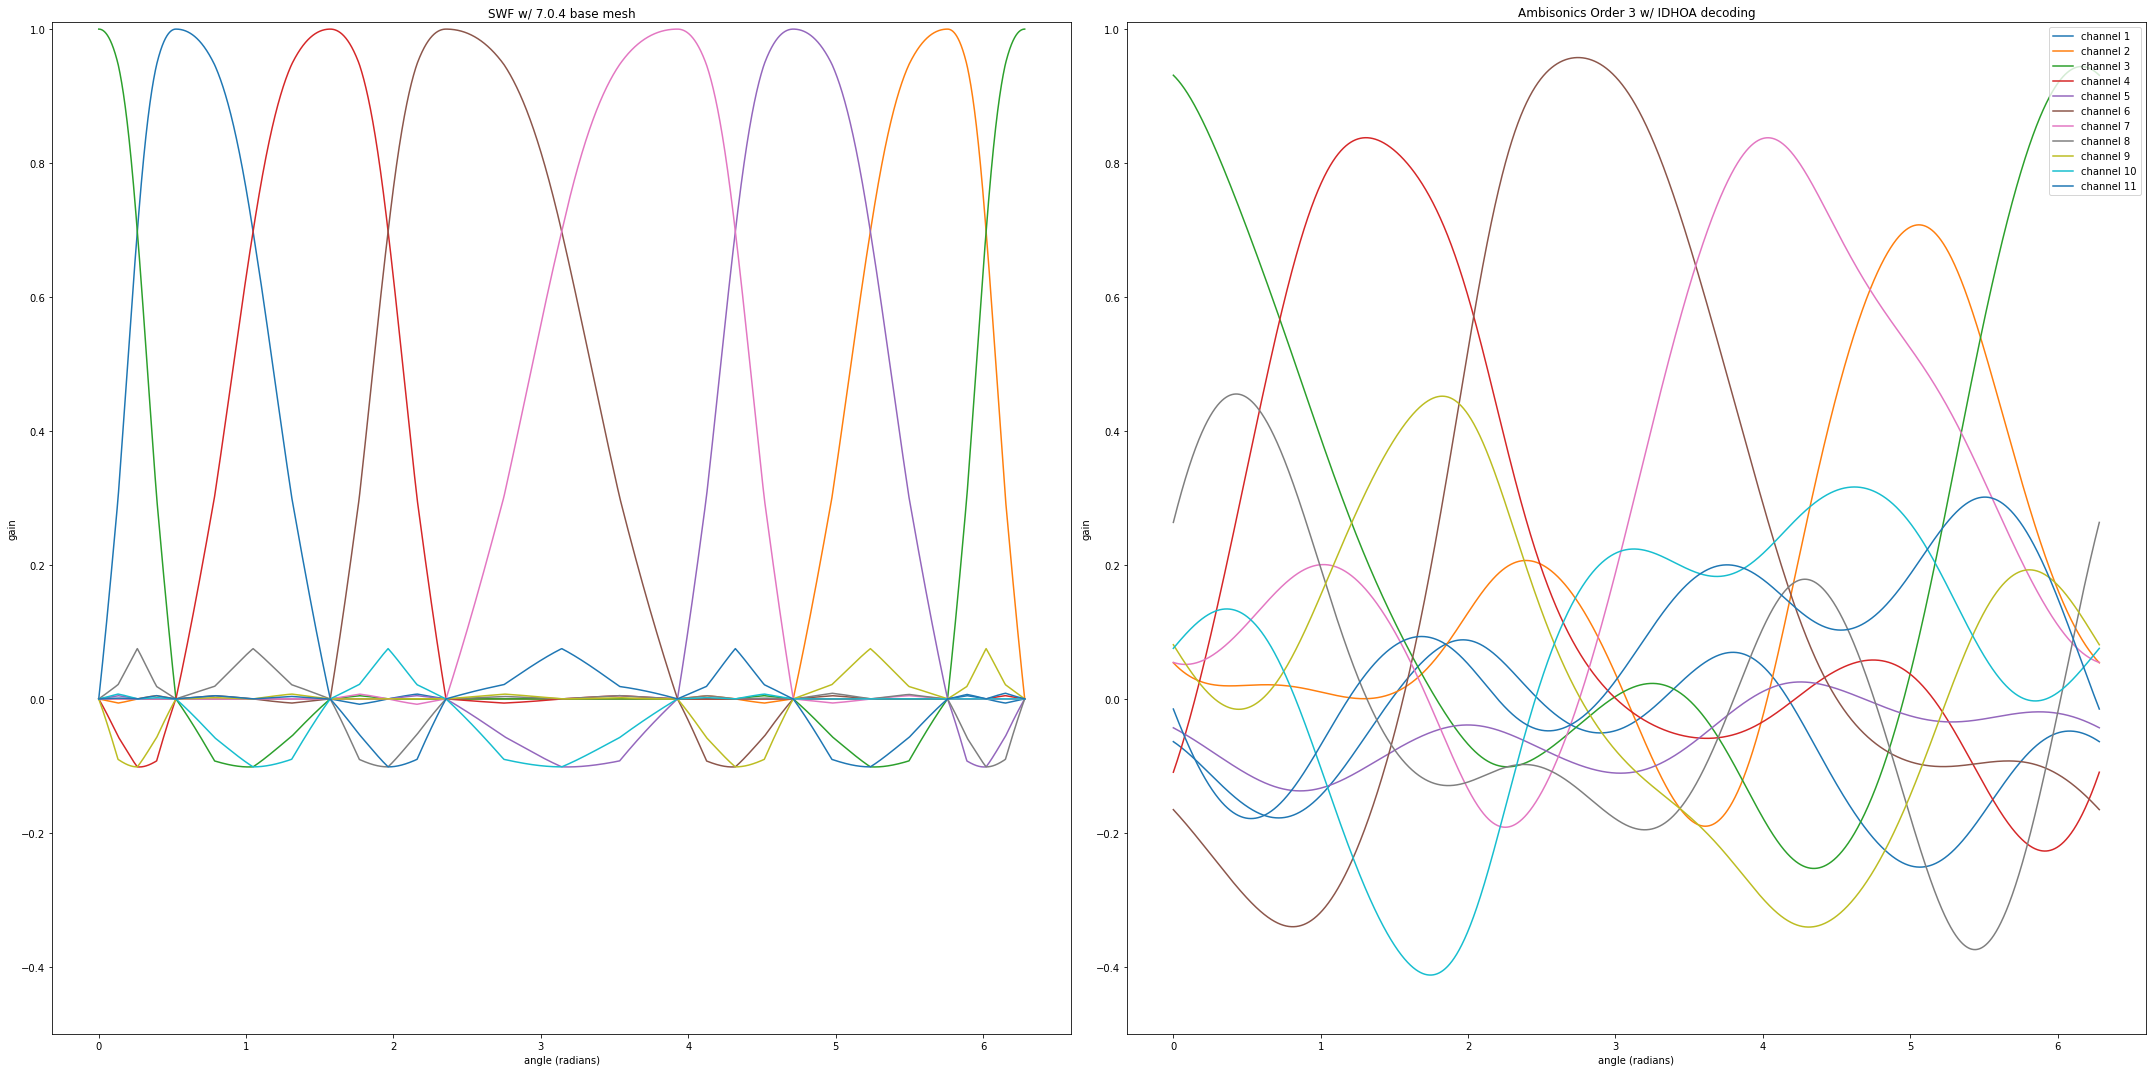 SWF w/ 7.0.4 base mesh
1.0
0.8
0.6
0.4
0.2
0.0
−0.2
−0.4
gain
0
1
2
3
4
5
6
angle (radians)
Ambisonics Order 3 w/ IDHOA decoding
1.0
0.8
0.6
0.4
0.2
0.0
−0.2
−0.4
gain
0
1
2
3
4
5
6
angle (radians)
channel 1
channel 2
channel 3
channel 4
channel 5
channel 6
channel 7
channel 8
channel 9
channel 10
channel 11